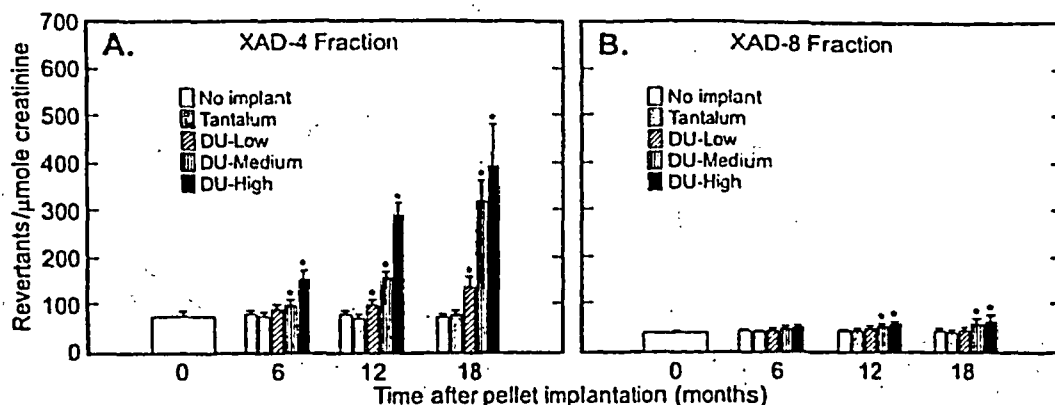 A.
XAD-4 Fraction
No implant
Tantalum
DU-Low
DU-Medium
DU-High
Revertants/µmole creatinine
700
600
500
400
300
200
100
0
0 6 12 18
B.
XAD-8 Fraction
No implant
Tantalum
DU-Low
DU-Medium
DU-High
0 6 12 18
Time after pellet implantation (months)